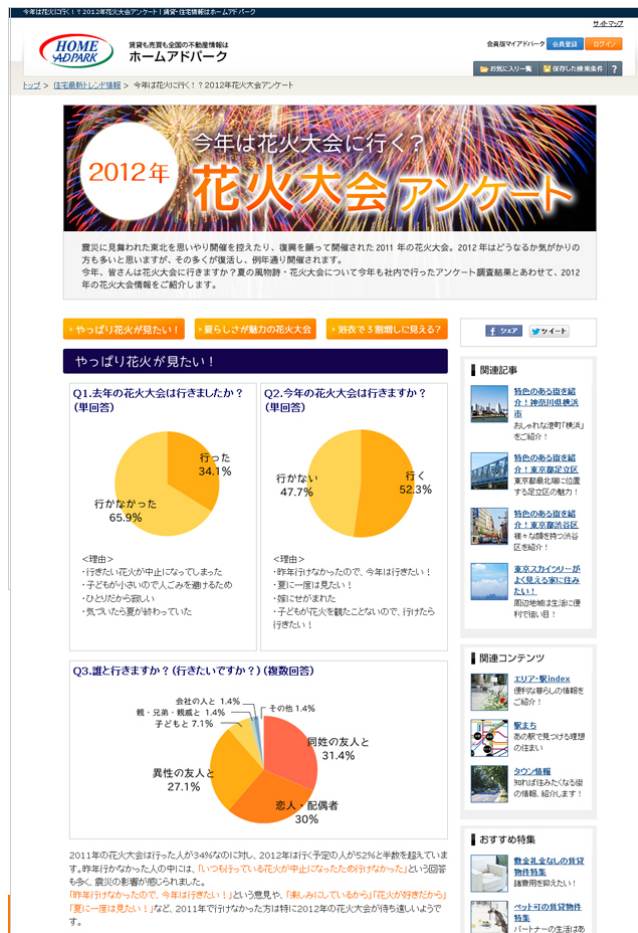 今年は花火に行く！？2012年花火大会アンケート｜賃貸・住宅情報はホームアドパーク
サイトマップ
HOME
ADPARK
賃貸も売買も全国の不動産情報は
ホームアドパーク
会員版マイアドパーク 会員登録 ログイン
お気に入り一覧 保存した検索条件 ?
トップ > 住宅最新トレンド情報 > 今年は花火に行く！？2012年花火大会アンケート
2012年
今年は花火大会に行く？
花火大会アンケート
震災に見舞われた東北を思いやり開催を控えたり、復興を願って開催された 2011 年の花火大会。2012 年はどうなるか気がかりの
方も多いと思いますが、その多くが復活し、例年通り開催されます。
今年、皆さんは花火大会に行きますか？夏の風物詩・花火大会について今年も社内で行ったアンケート調査結果とあわせて、2012
年の花火大会情報をご紹介します。
やっぱり花火が見たい！
夏らしさが魅力の花火大会
浴衣で3割増しに見える？
シェア
ツイート
やっぱり花火が見たい！
Q1.去年の花火大会は行きましたか？
(単回答)
行った
34.1%
行かなかった
65.9%
<理由>
・行きたい花火が中止になってしまった
・子どもが小さいので人ごみを避けるため
・ひとりだから寂しい
・気づいたら夏が終わっていた
Q2.今年の花火大会は行きますか？
(単回答)
行かない
47.7%
行く
52.3%
<理由>
・昨年行けなかったので、今年は行きたい！
・夏に一度は見たい！
・嫁にせがまれた
・子どもが花火を観たことないので、行けたら
行きたい！
Q3.誰と行きますか？(行きたいですか？)(複数回答)
会社の人と 1.4%
親・兄弟・親戚と 1.4%
子どもと 7.1%
その他 1.4%
同姓の友人と
31.4%
異性の友人と
27.1%
恋人・配偶者
30%
2011年の花火大会は行った人が34%なのに対し、2012年は行く予定の人が52%と半数を超えていま
す。昨年行かなかった人の中には、「いつも行っている花火が中止になったため行けなかった」という回答
も多く、震災の影響が感じられました。
「昨年行けなかったので、今年は行きたい！」という意見や、「楽しみにしているから」「花火が好きだから」
「夏に一度は見たい！」など、2011年で行けなかった方は特に2012年の花火大会が待ち遠しいようで
す。
関連記事
特色のある街を紹
介！神奈川県横浜
市
おしゃれな港町「横浜」
をご紹介！
特色のある街を紹
介！東京都足立区
東京都最北端に位置
する足立区の魅力！
特色のある街を紹
介！東京都渋谷区
様々な顔を持つ渋谷
区を紹介！
東京スカイツリーが
よく見える家に住み
たい！
周辺地域は生活に便
利で狙い目！
関連コンテンツ
エリア・駅index
便利な暮らしの情報を
ご紹介！
駅まち
あの駅で見つける理想
の住まい
タウン情報
知れば住みたくなる街
の情報、紹介します！
おすすめ特集
敷金礼金なしの賃貸
物件特集
諸費用を抑えたい！
ペット可の賃貸物件
特集
パートナーの生活はあ